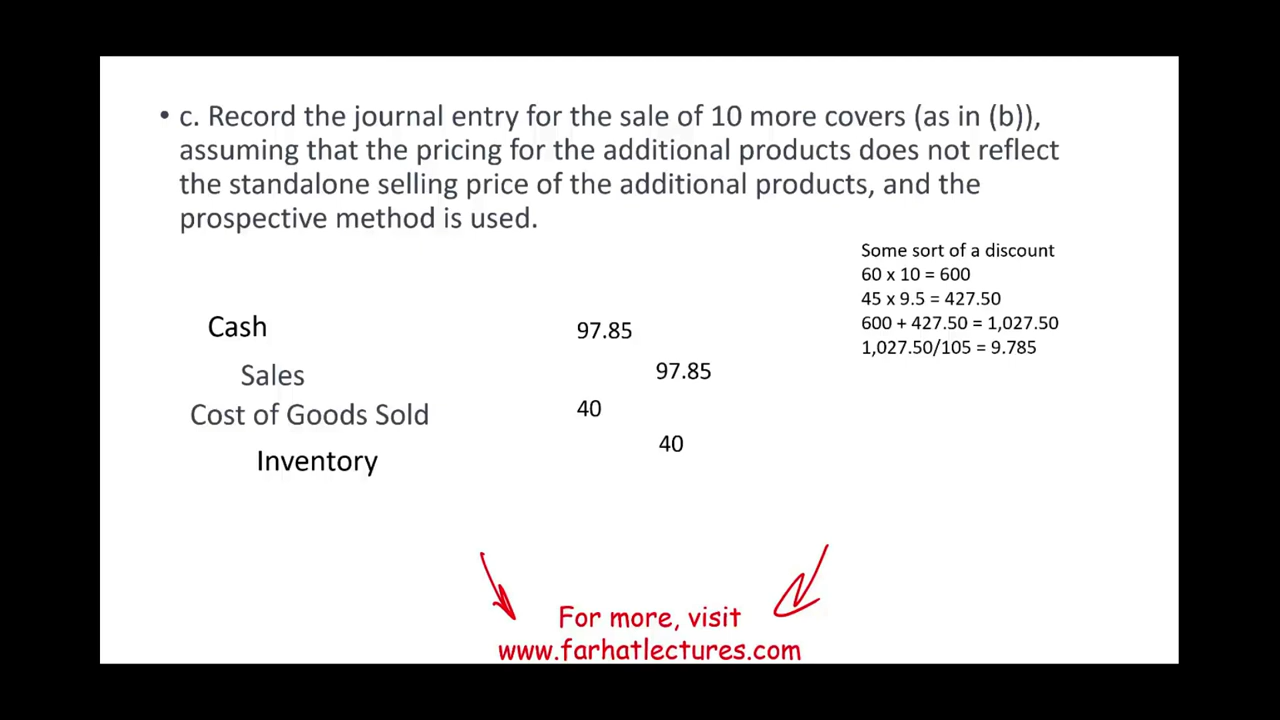 • c. Record the journal entry for the sale of 10 more covers (as in (b)),
assuming that the pricing for the additional products does not reflect
the standalone selling price of the additional products, and the
prospective method is used.
Some sort of a discount
60 x 10 = 600
45 x 9.5 = 427.50
600 + 427.50 = 1,027.50
1,027.50/105 = 9.785
Cash 97.85
Sales 97.85
Cost of Goods Sold 40
Inventory 40
For more, visit
www.farhatlectures.com